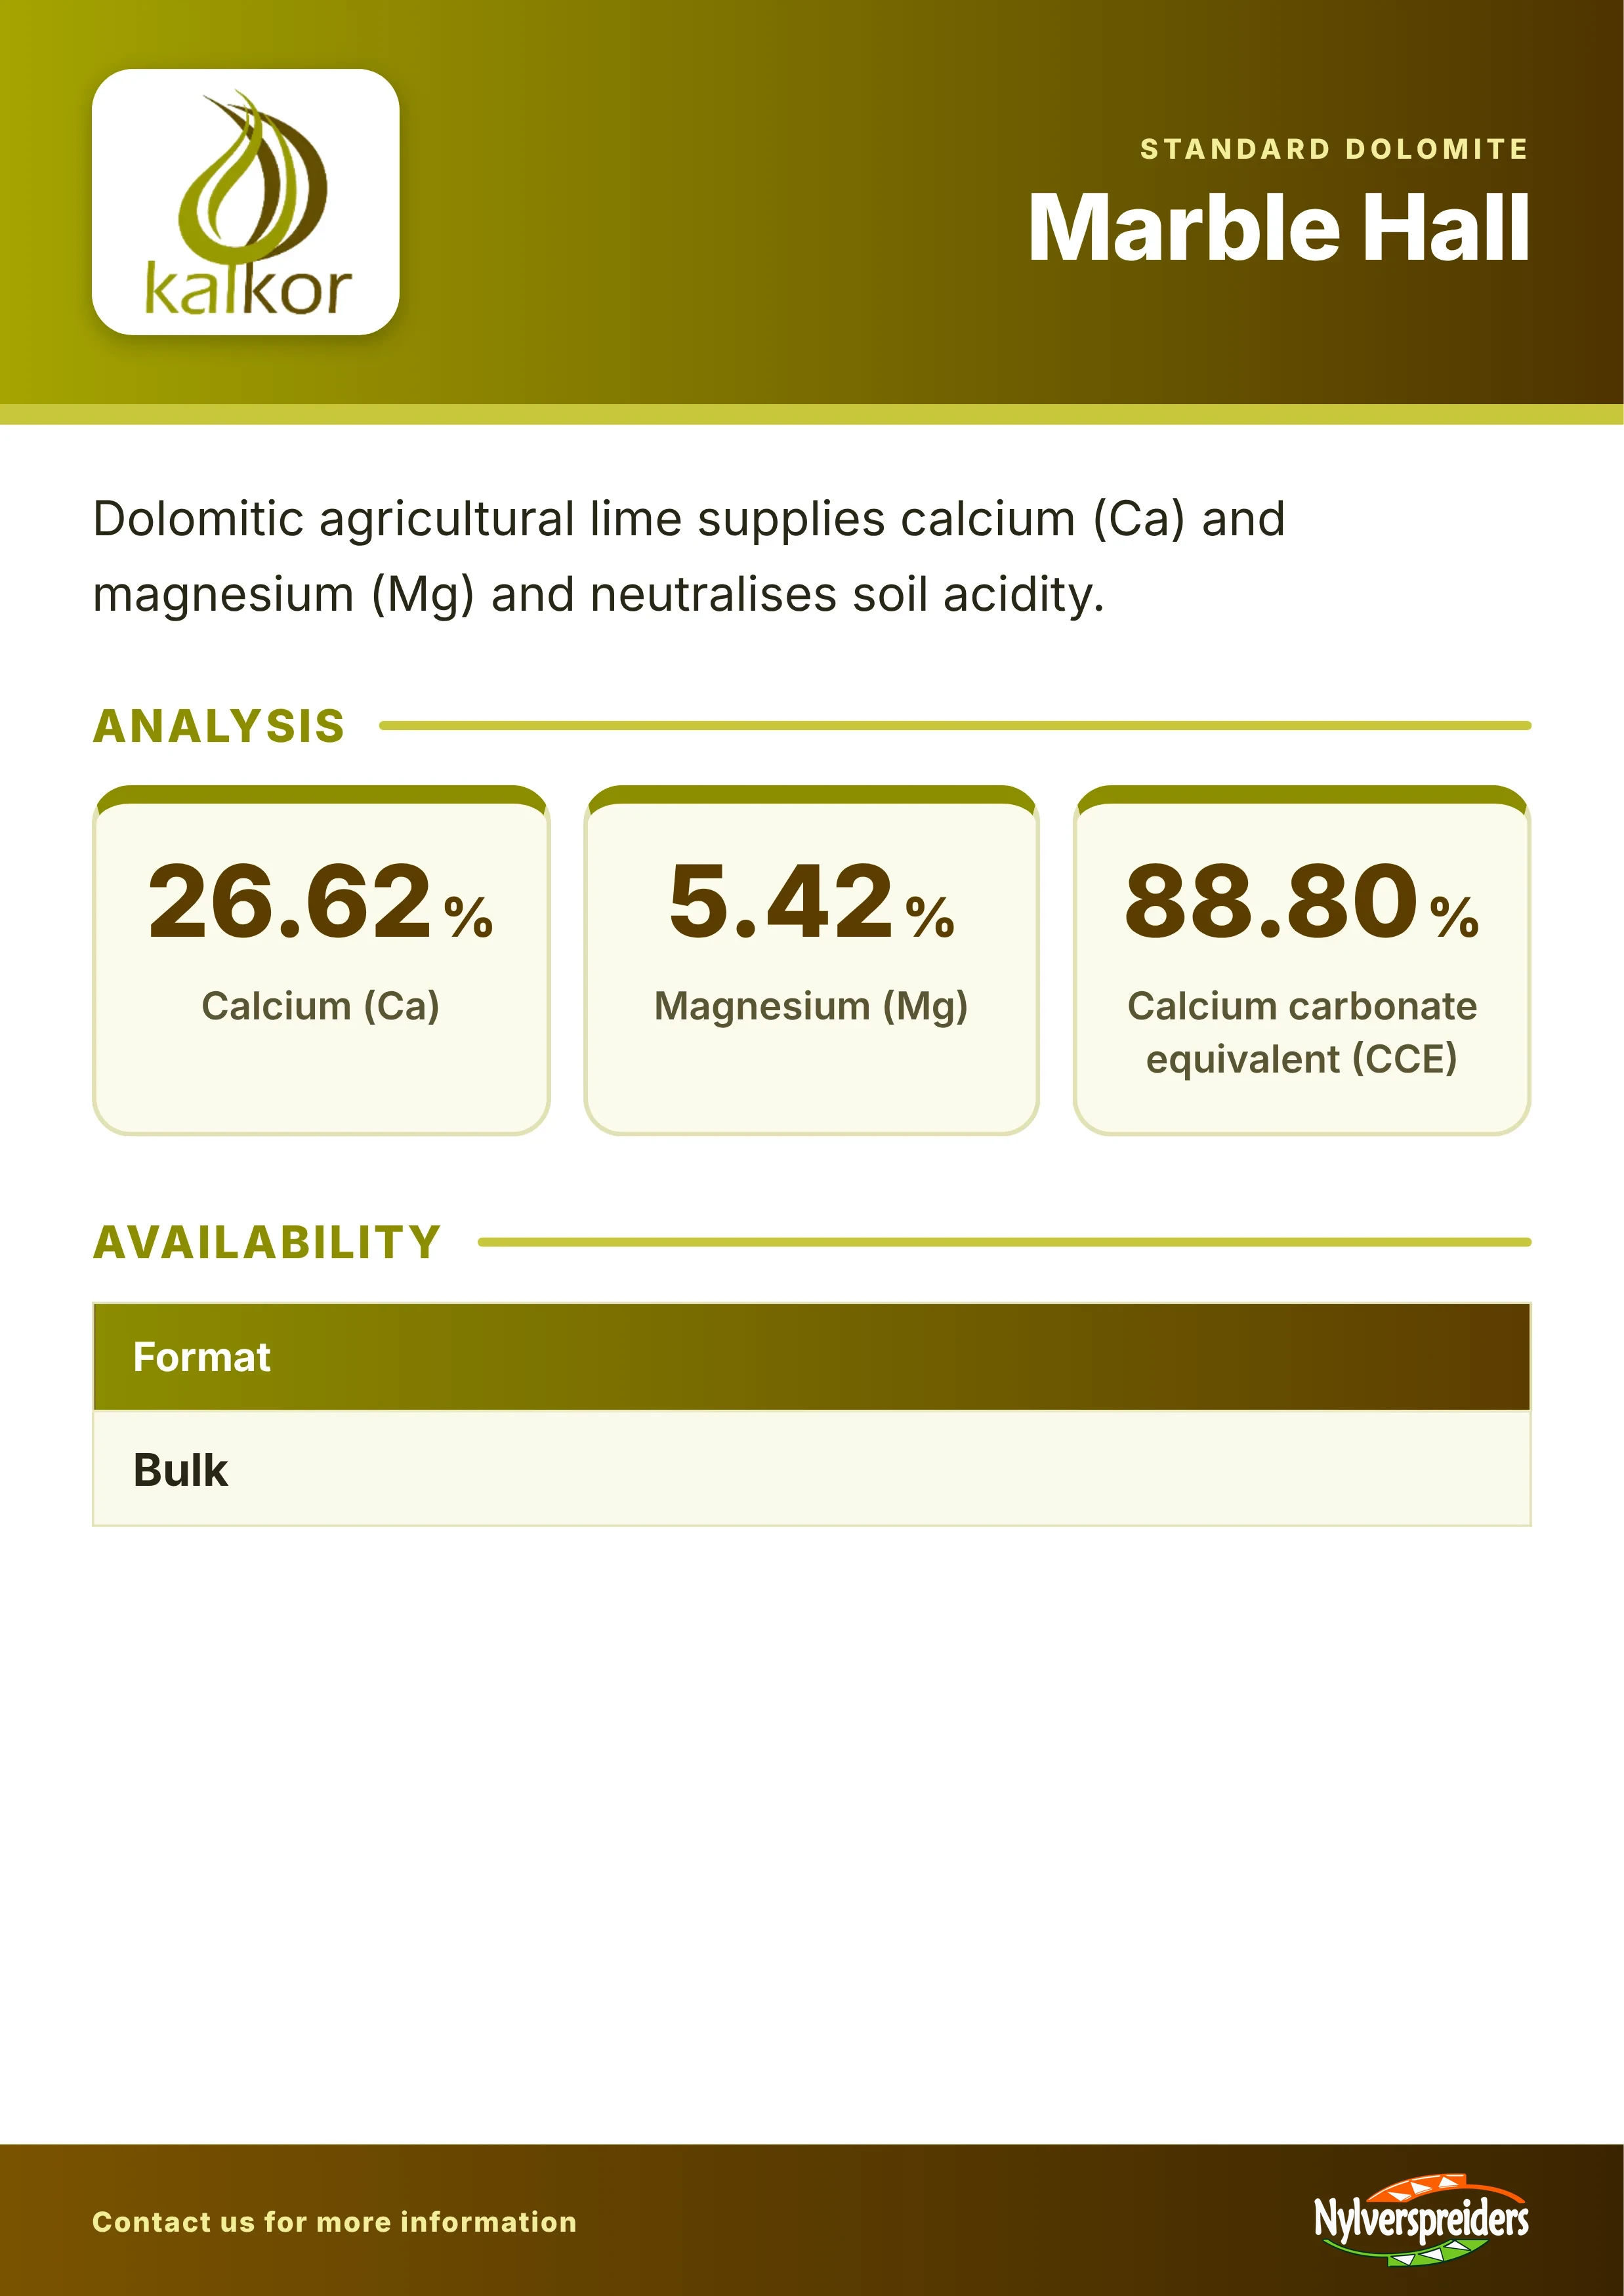 kalkor
STANDARD DOLOMITE
Marble Hall
Dolomitic agricultural lime supplies calcium (Ca) and
magnesium (Mg) and neutralises soil acidity.
ANALYSIS
26.62%
Calcium (Ca)
5.42%
Magnesium (Mg)
88.80%
Calcium carbonate
equivalent (CCE)
AVAILABILITY
Format
Bulk
Contact us for more information
Nylverspreiders